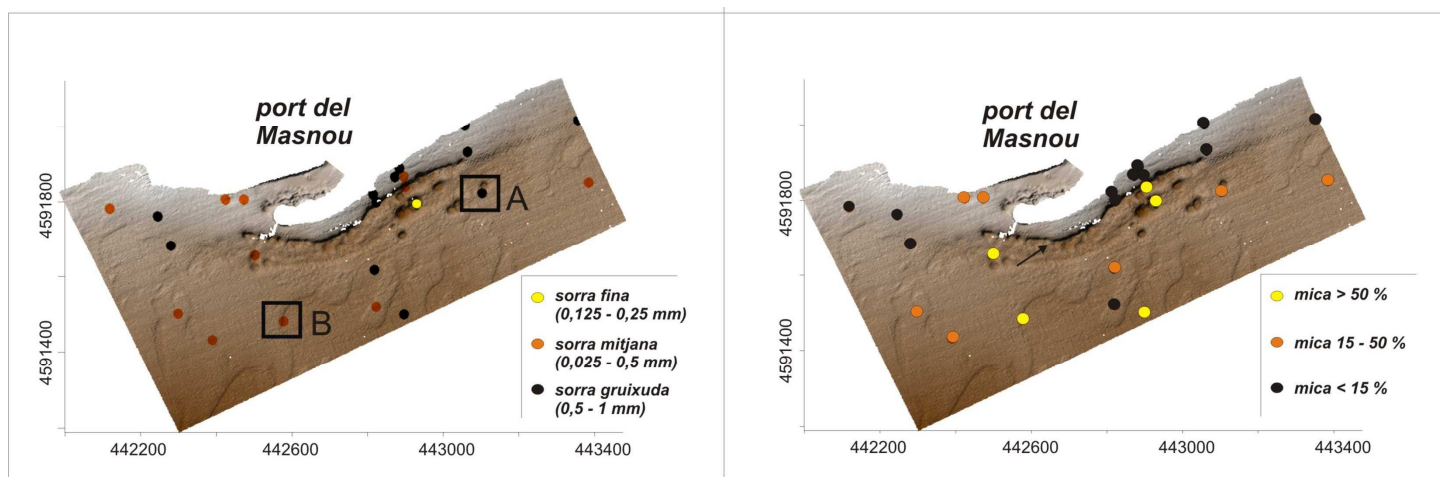 port del
Masnou
A
B
4591800
4591400
sorra fina
(0,125 - 0,25 mm)
sorra mitjana
(0,025 - 0,5 mm)
sorra gruixuda
(0,5 - 1 mm)
442200
442600
443000
443400
port del
Masnou
4591800
4591400
mica > 50 %
mica 15 - 50 %
mica < 15 %
442200
442600
443000
443400